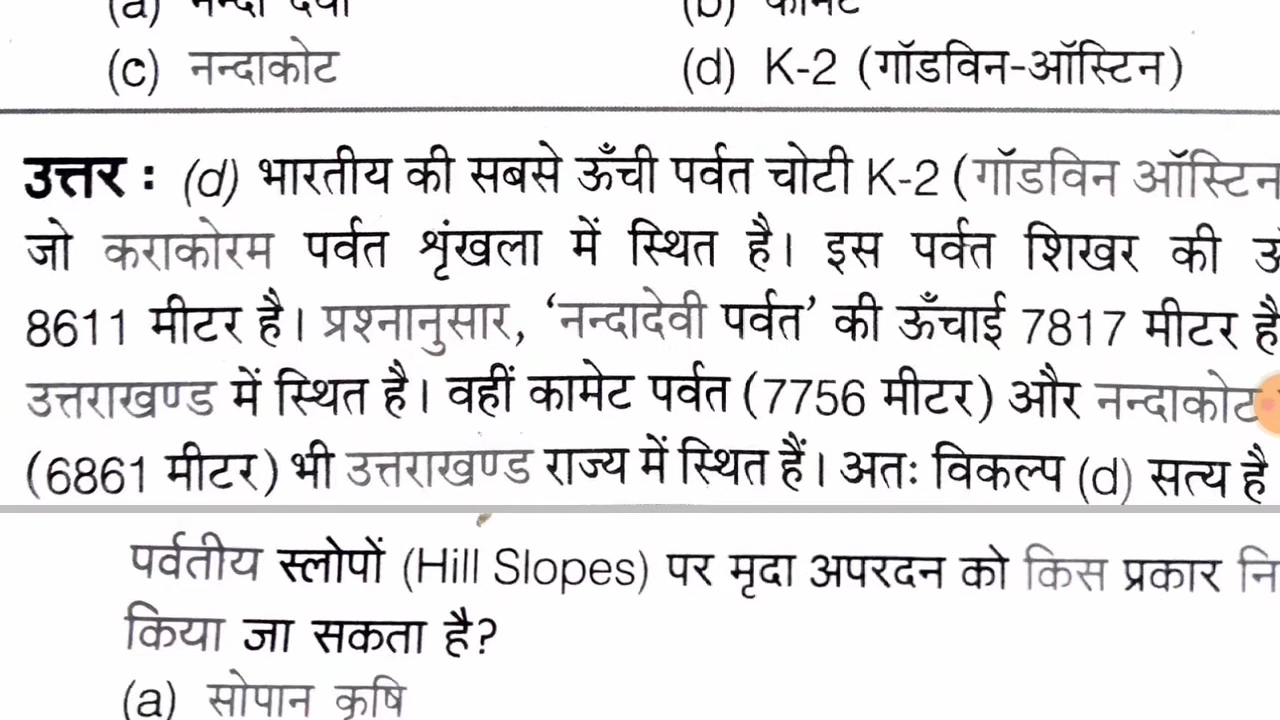 (a) नन्दा देवी (b) कामेट
(c) नन्दाकोट (d) K-2 (गॉडविन-ऑस्टिन)
उत्तर : (d) भारतीय की सबसे ऊँची पर्वत चोटी K-2 (गॉडविन ऑस्टिन
जो कराकोरम पर्वत शृंखला में स्थित है। इस पर्वत शिखर की
8611 मीटर है। प्रश्नानुसार, ‘नन्दादेवी पर्वत’ की ऊँचाई 7817 मीटर है
उत्तराखण्ड में स्थित है। वहीं कामेट पर्वत (7756 मीटर) और नन्दाकोट
(6861 मीटर) भी उत्तराखण्ड राज्य में स्थित हैं। अतः विकल्प (d) सत्य है
पर्वतीय स्लोपों (Hill Slopes) पर मृदा अपरदन को किस प्रकार नि
किया जा सकता है?
(a) सोपान कृषि